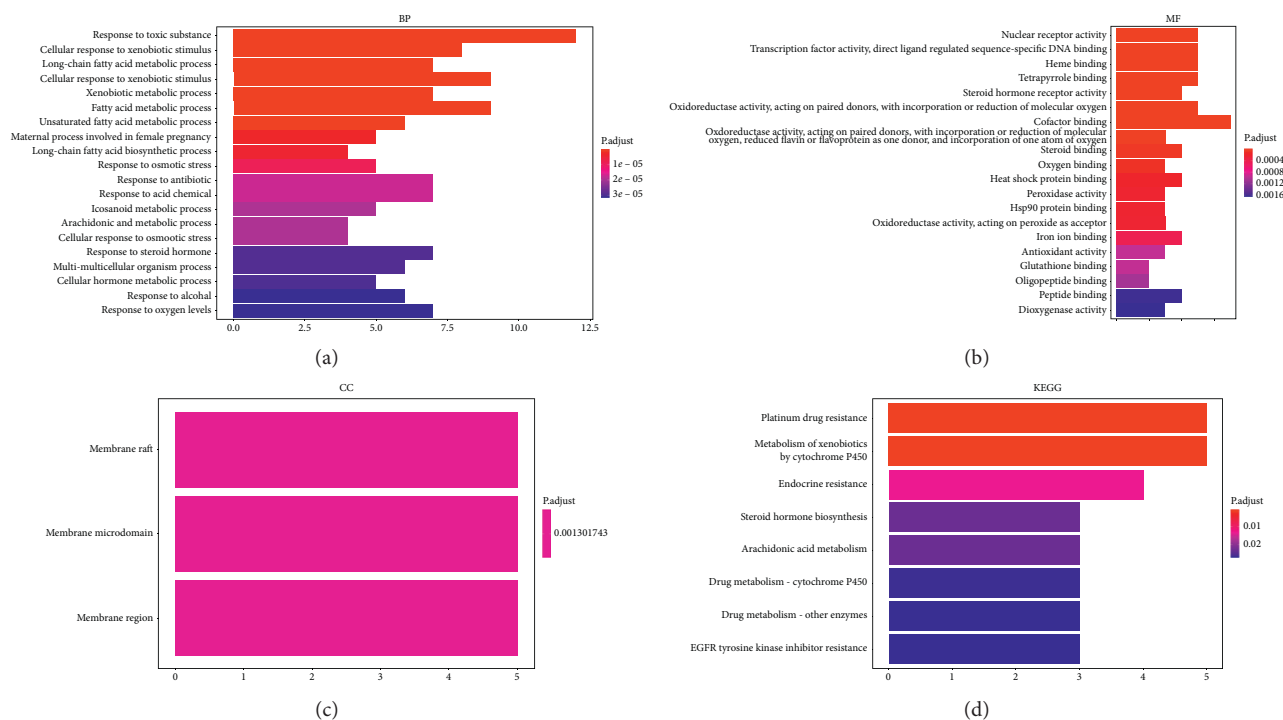 BP
Response to toxic substance
Cellular response to xenobiotic stimulus
Long-chain fatty acid metabolic process
Cellular response to xenobiotic stimulus
Xenobiotic metabolic process
Fatty acid metabolic process
Unsaturated fatty acid metabolic process
Maternal process involved in female pregnancy
Long-chain fatty acid biosynthetic process
Response to osmotic stress
Response to antibiotic
Response to acid chemical
Icosanoid metabolic process
Arachidonic and metabolic process
Cellular response to osmootic stress
Response to steroid hormone
Multi-multicellular organism process
Cellular hormone metabolic process
Response to alcohal
Response to oxygen levels
0.0 2.5 5.0 7.5 10.0 12.5
P.adjust
1e – 05
2e – 05
3e – 05
(a)
MF
Nuclear receptor activity
Transcription factor activity, direct ligand regulated sequence-specific DNA binding
Heme binding
Tetrapyrrole binding
Steroid hormone receptor activity
Oxidoreductase activity, acting on paired donors, with incorporation or reduction of molecular oxygen
Cofactor binding
Oxdoreductase activity, acting on paired donors, with incorporation or reduction of molecular
oxygen, reduced flavin or flavoprotein as one donor, and incorporation of one atom of oxygen
Steroid binding
Oxygen binding
Heat shock protein binding
Peroxidase activity
Hsp90 protein binding
Oxidoreductase activity, acting on peroxide as acceptor
Iron ion binding
Antioxidant activity
Glutathione binding
Oligopeptide binding
Peptide binding
Dioxygenase activity
P.adjust
0.0004
0.0008
0.0012
0.0016
(b)
CC
Membrane raft
Membrane microdomain
Membrane region
0 1 2 3 4 5
P.adjust
0.001301743
(c)
KEGG
Platinum drug resistance
Metabolism of xenobiotics
by cytochrome P450
Endocrine resistance
Steroid hormone biosynthesis
Arachidonic acid metabolism
Drug metabolism - cytochrome P450
Drug metabolism - other enzymes
EGFR tyrosine kinase inhibitor resistance
0 1 2 3 4 5
P.adjust
0.01
0.02
(d)